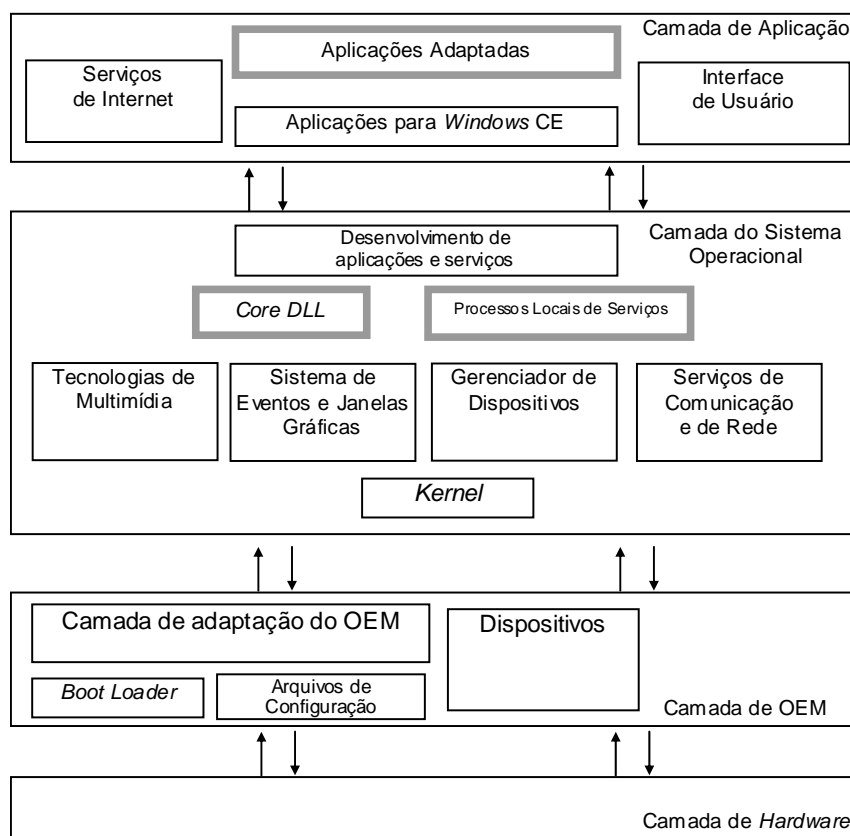 Camada de Aplicação
Aplicações Adaptadas
Serviços
de Internet
Interface
de Usuário
Aplicações para Windows CE
Camada do Sistema
Operacional
Desenvolvimento de
aplicações e serviços
Core DLL
Processos Locais de Serviços
Tecnologias de
Multimídia
Sistema de
Eventos e Janelas
Gráficas
Gerenciador de
Dispositivos
Serviços de
Comunicação
e de Rede
Kernel
Camada de adaptação do OEM
Dispositivos
Boot Loader
Arquivos de
Configuração
Camada de OEM
Camada de Hardware